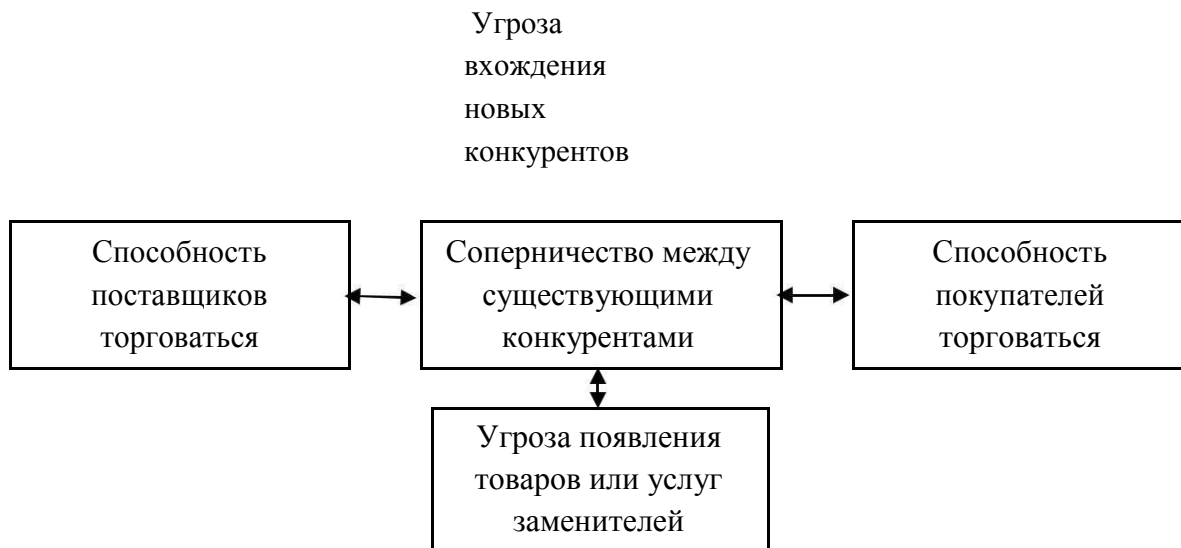 Угроза
вхождения
новых
конкурентов
Способность
поставщиков
торговаться
Соперничество между
существующими
конкурентами
Способность
покупателей
торговаться
Угроза появления
товаров или услуг
заменителей